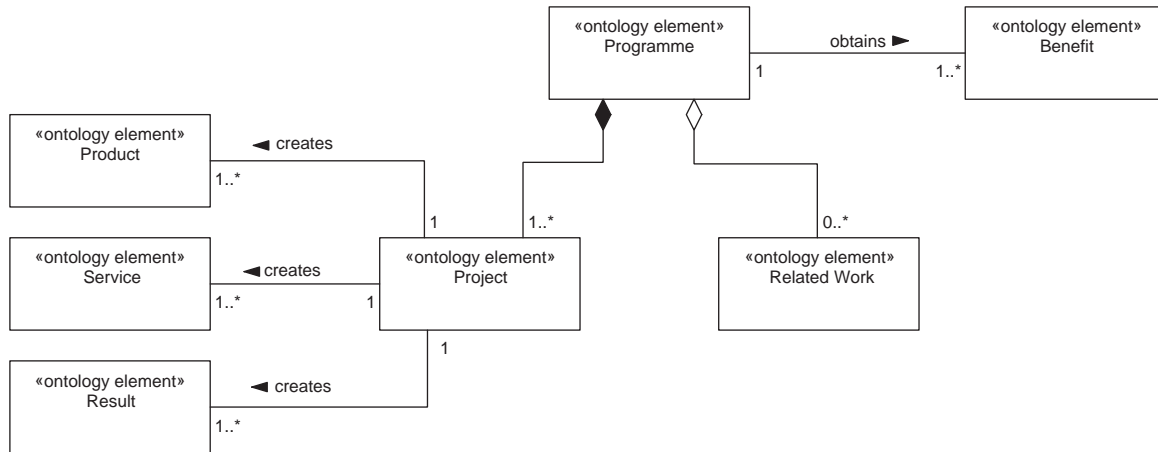 «ontology element»
Programme
obtains
1
1..*
«ontology element»
Benefit
«ontology element»
Product
creates
1..*
1
1..*
0..*
«ontology element»
Service
creates
1..*
1
«ontology element»
Project
«ontology element»
Related Work
1
«ontology element»
Result
creates
1..*